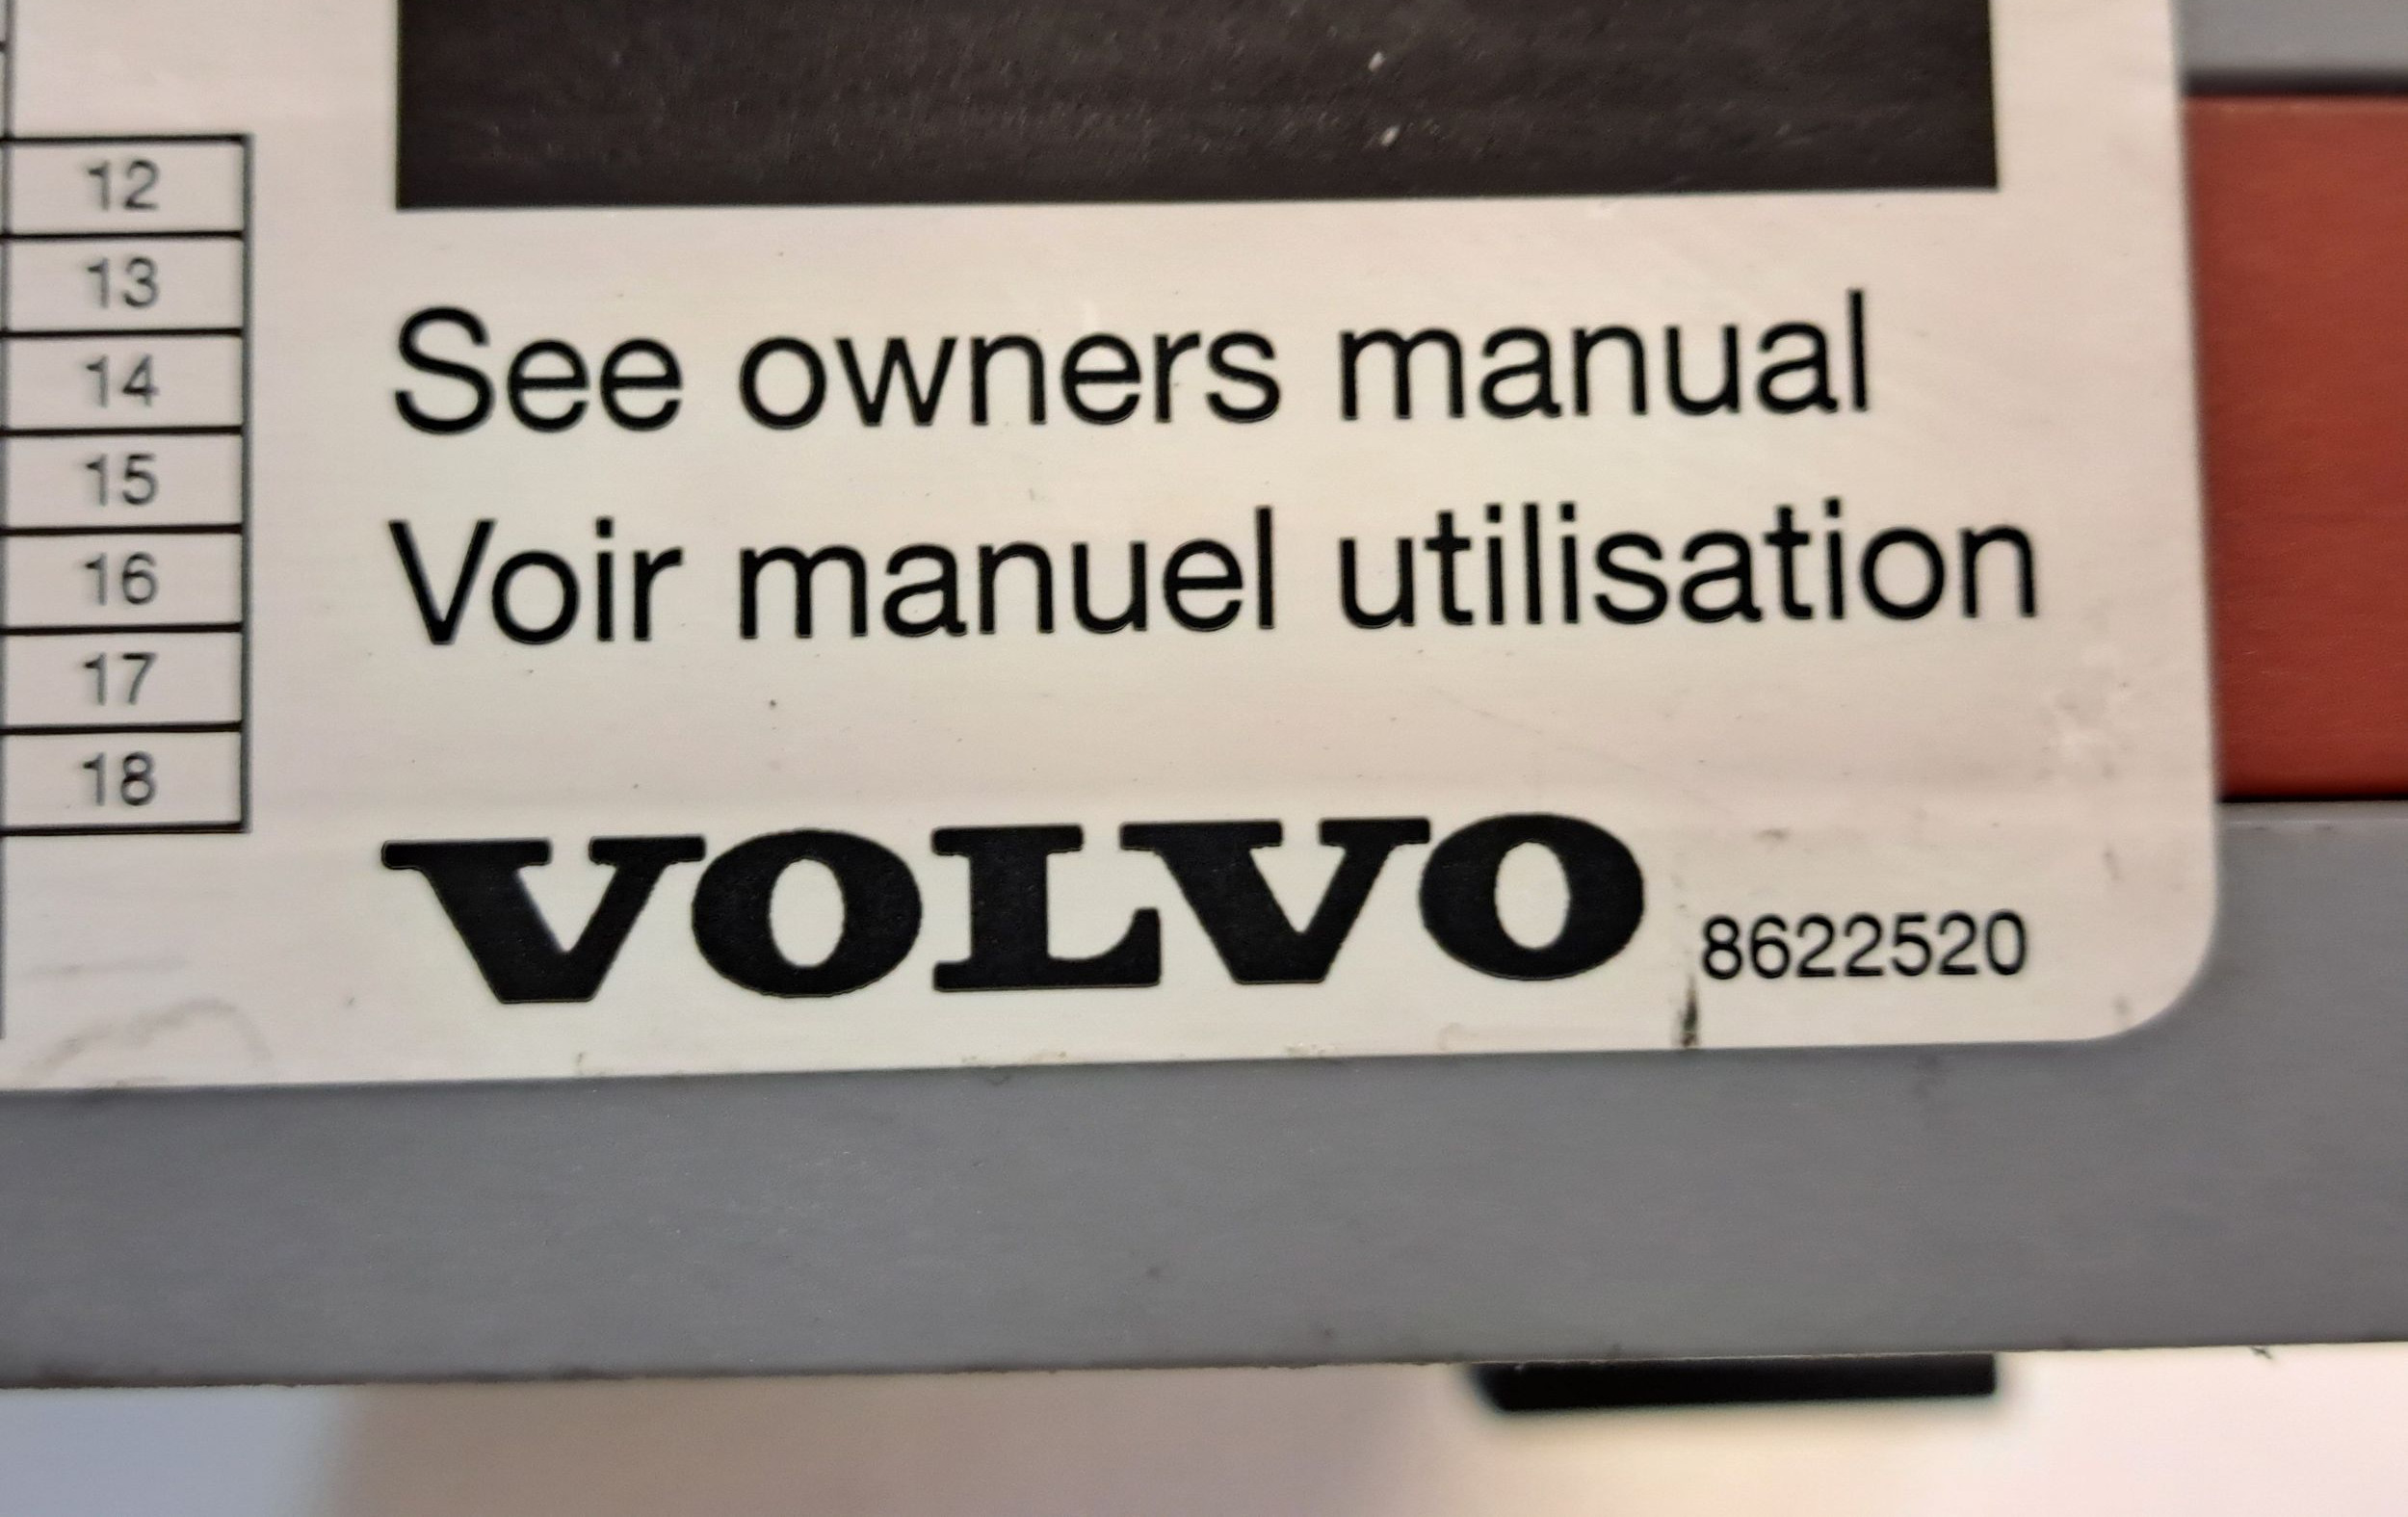 12
13
14
15
16
17
18
See owners manual
Voir manuel utilisation
VOLVO 8622520